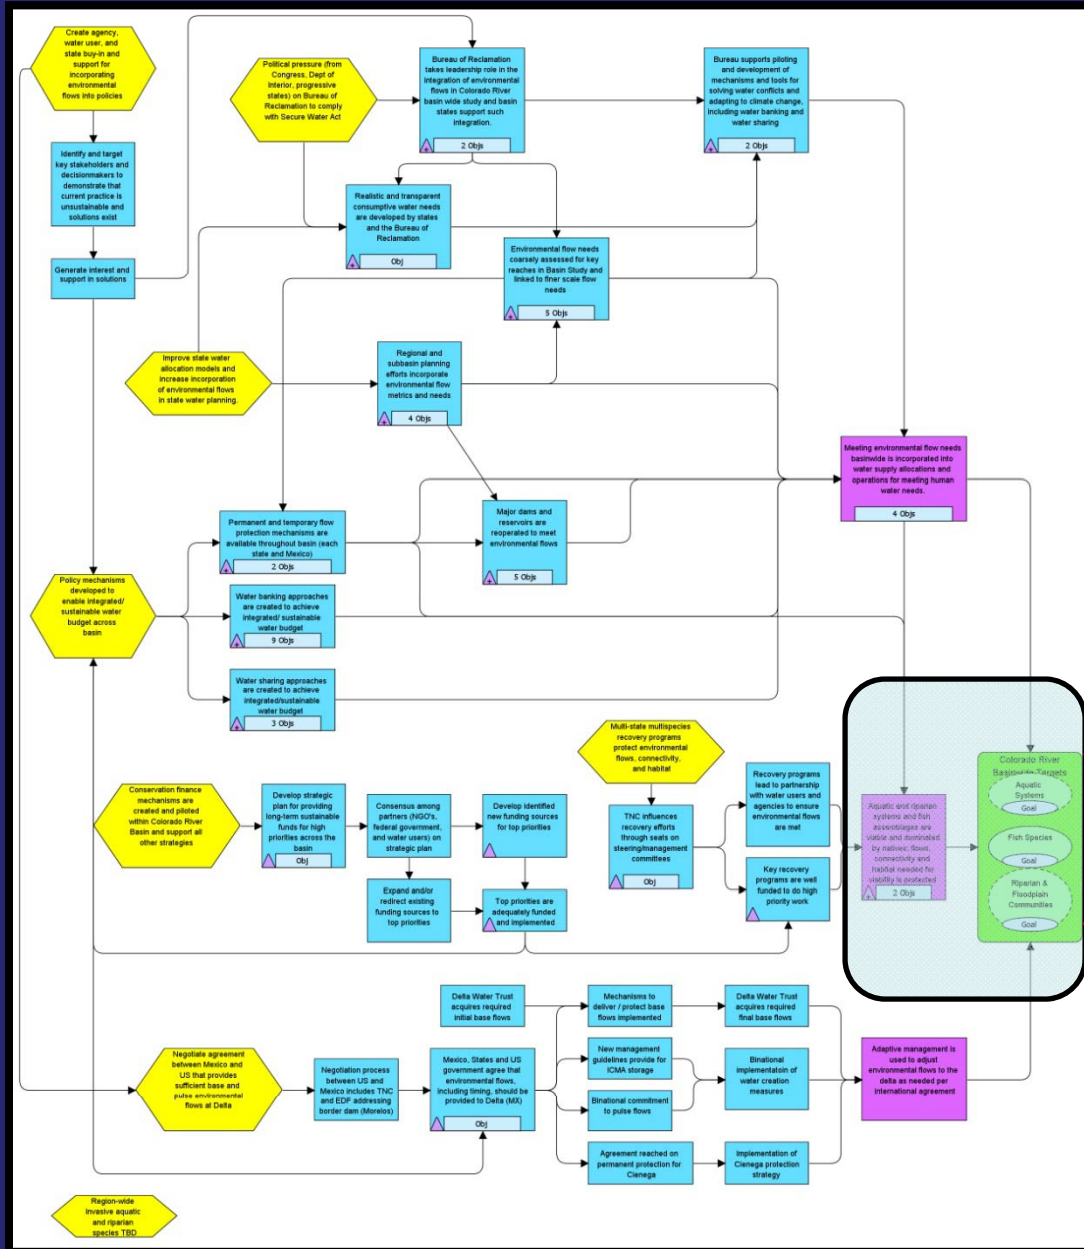 Create agency,
water user, and
state buy-in and
support for
incorporating
environmental
flows into policies
Political pressure (from
Congress, Dept of
Interior, progressive
states) on Bureau of
Reclamation to comply
with Secure Water Act
Bureau of Reclamation
takes leadership role in the
integration of environmental
flows in Colorado River
basin wide study and basin
states support such
integration.
2 Objs
Bureau supports piloting
and development of
mechanisms and tools for
solving water conflicts and
adapting to climate change,
including water banking and
water sharing
2 Objs
Identify and target
key stakeholders and
decisionmakers to
demonstrate that
current practice is
unsustainable and
solutions exist
Realistic and transparent
consumptive water needs
are developed by states
and the Bureau of
Reclamation
Obj
Generate interest and
support in solutions
Environmental flow needs
coarsely assessed for key
reaches in Basin Study and
linked to finer scale flow
needs
5 Objs
Improve state water
allocation models and
increase incorporation
of environmental flows
in state water planning.
Regional and
subbasin planning
efforts incorporate
environmental flow
metrics and needs
4 Objs
Meeting environmental flow needs
basinwide is incorporated into
water supply allocations and
operations for meeting human
water needs.
4 Objs
Permanent and temporary flow
protection mechanisms are
available throughout basin (each
state and Mexico)
2 Objs
Major dams and
reservoirs are
reoperated to meet
environmental flows
5 Objs
Policy mechanisms
developed to
enable integrated/
sustainable water
budget across
basin
Water banking approaches
are created to achieve
integrated/ sustainable
water budget
9 Objs
Water sharing approaches
are created to achieve
integrated/sustainable
water budget
3 Objs
Multi-state multispecies
recovery programs
protect environmental
flows, connectivity,
and habitat
Conservation finance
mechanisms are
created and piloted
within Colorado River
Basin and support all
other strategies
Develop strategic
plan for providing
long-term sustainable
funds for high
priorities across the
basin
Obj
Consensus among
partners (NGO's,
federal government,
and water users) on
strategic plan
Develop identified
new funding sources
for top priorities
TNC influences
recovery efforts
through seats on
steering/management
committees
Obj
Recovery programs
lead to partnership
with water users and
agencies to ensure
environmental flows
are met
Key recovery
programs are well
funded to do high
priority work
Expand and/or
redirect existing
funding sources to
top priorities
Top priorities are
adequately funded
and implemented
Aquatic and riparian
systems and fish
assemblages are
viable and dominated
by natives; flows,
connectivity and
habitat needed for
viability is protected
2 Objs
Colorado River
Basinwide Targets
Aquatic
Systems
Goal
Fish Species
Goal
Riparian &
Floodplain
Communities
Goal
Delta Water Trust
acquires required
initial base flows
Mechanisms to
deliver / protect base
flows implemented
Delta Water Trust
acquires required
final base flows
Negotiate agreement
between Mexico and
US that provides
sufficient base and
pulse environmental
flows at Delta
Negotiation process
between US and
Mexico includes TNC
and EDF addressing
border dam (Morelos)
Mexico, States and US
government agree that
environmental flows,
including timing, should be
provided to Delta (MX)
Obj
New management
guidelines provide for
ICMA storage
Binational commitment
to pulse flows
Binational
implementatoin of
water creation
measures
Adaptive management is
used to adjust
environmental flows to
the delta as needed per
international agreement
Agreement reached on
permanent protection for
Cienega
Implementation of
Cienega protection
strategy
Region-wide
invasive aquatic
and riparian
species TBD